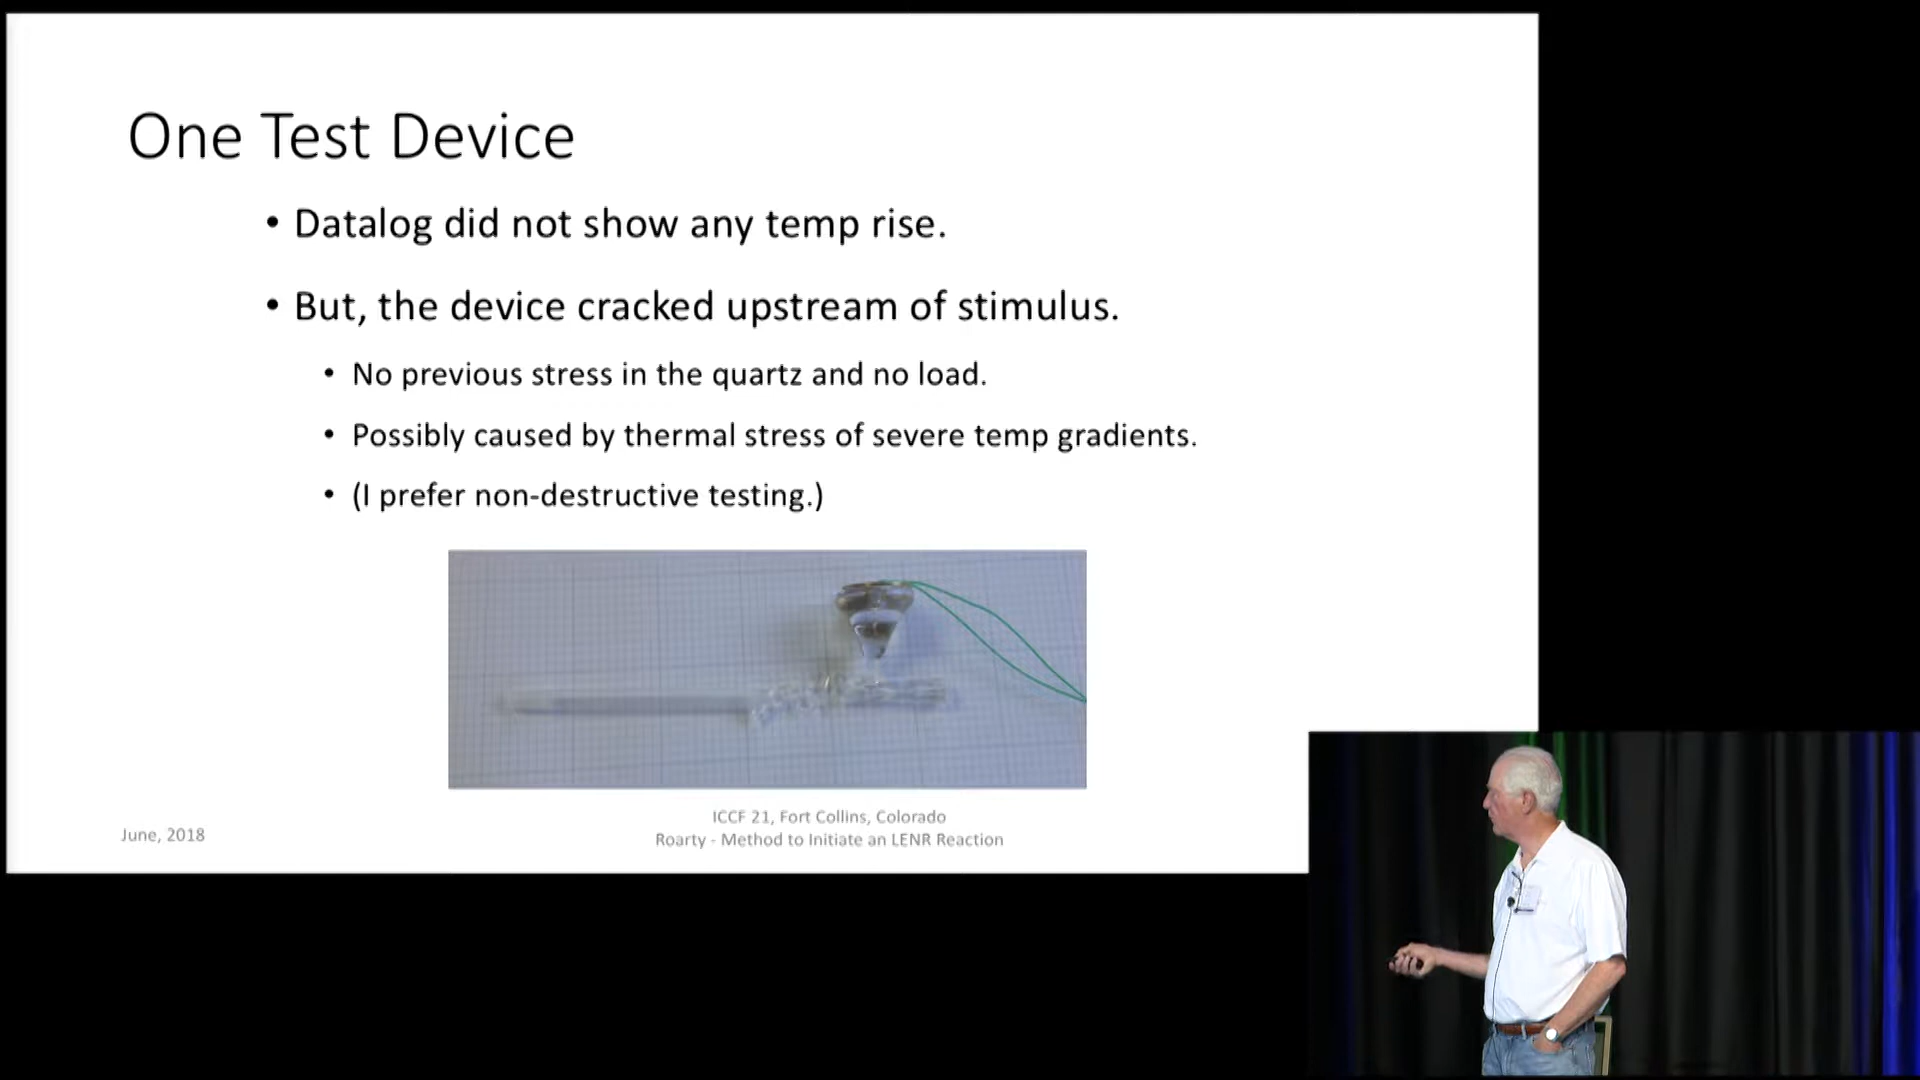 One Test Device
• Datalog did not show any temp rise.
• But, the device cracked upstream of stimulus.
• No previous stress in the quartz and no load.
• Possibly caused by thermal stress of severe temp gradients.
• (I prefer non-destructive testing.)
June, 2018
ICCF 21, Fort Collins, Colorado
Roarty - Method to Initiate an LENR Reaction